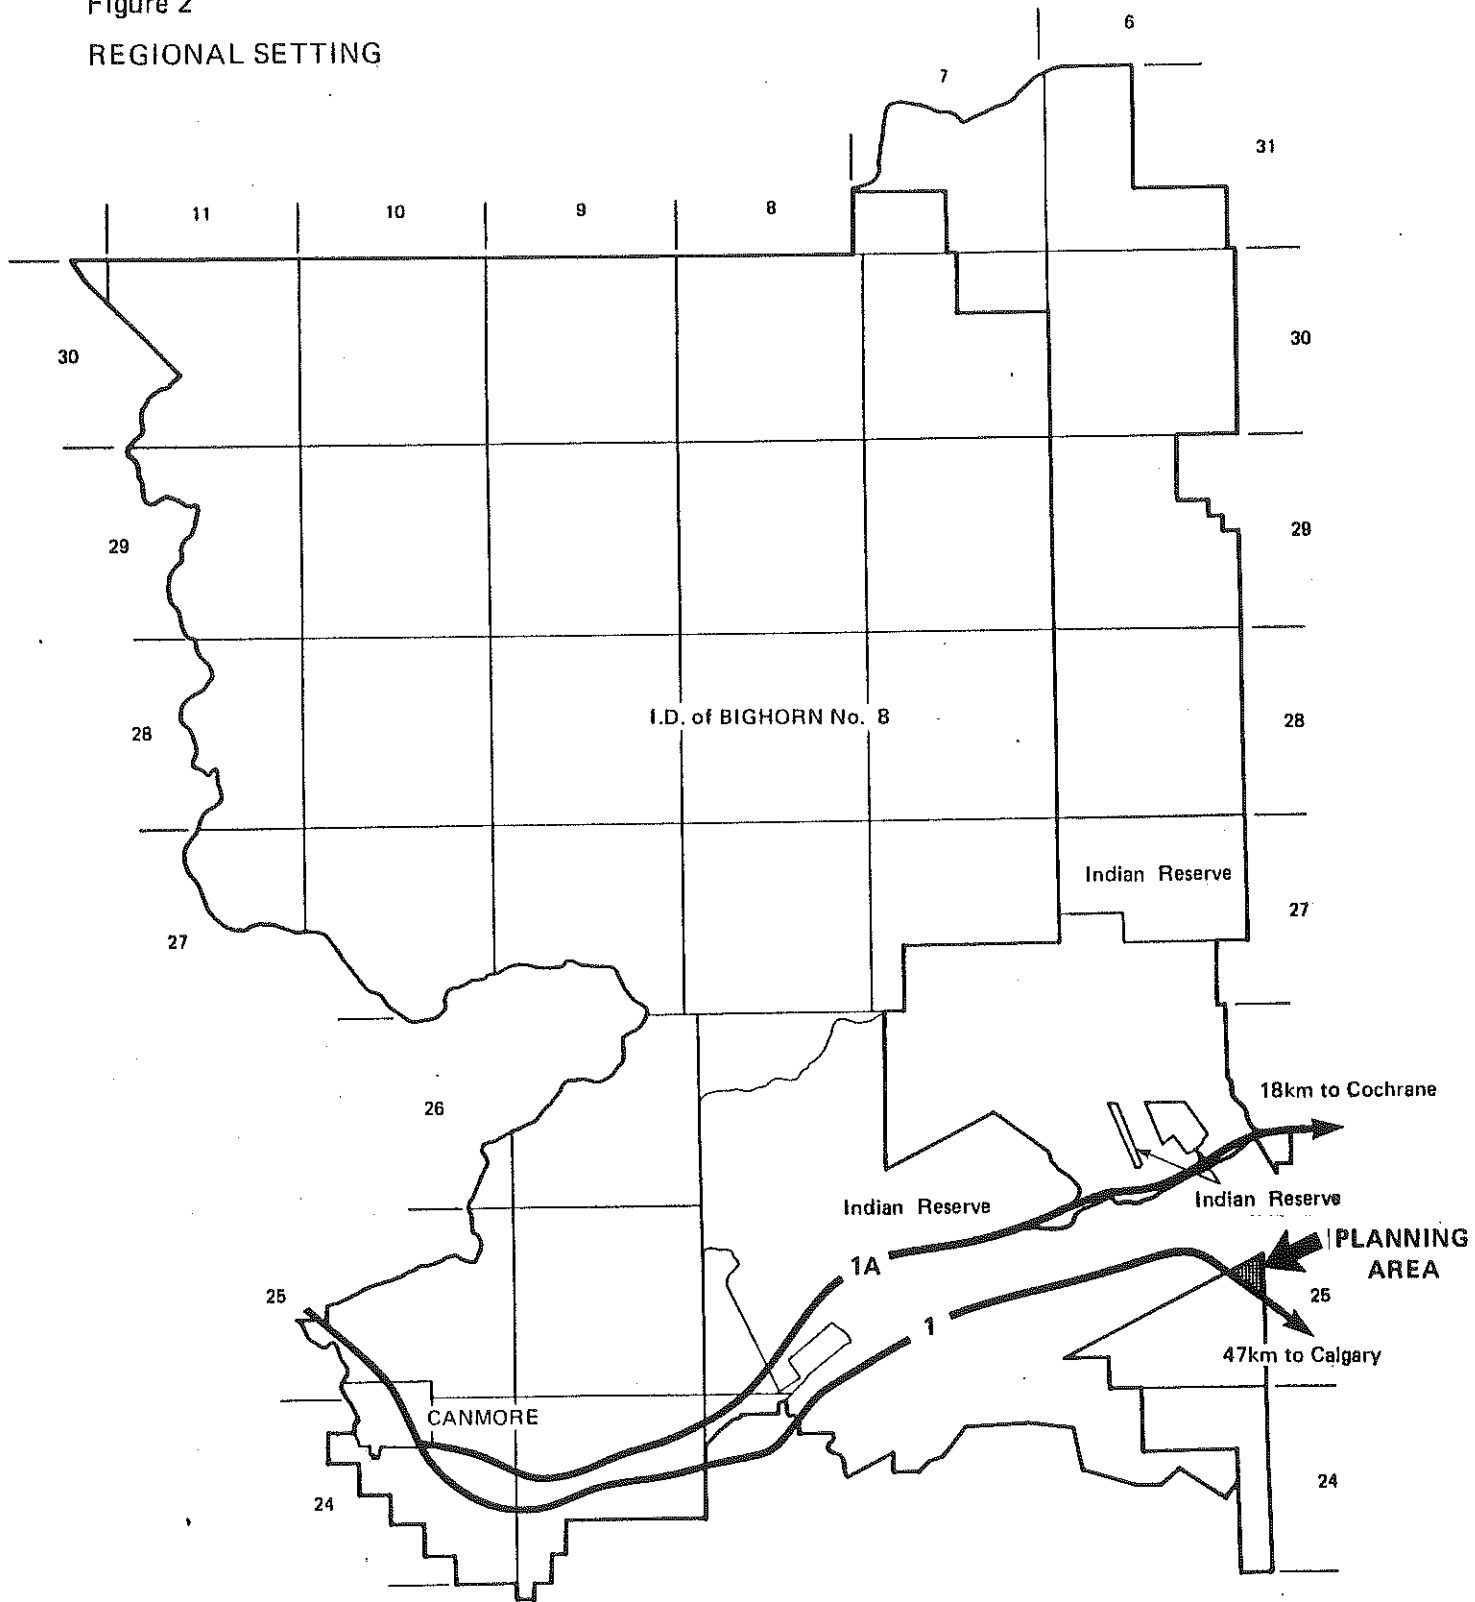 Figure 2
REGIONAL SETTING
6
7
31
11
10
9
8
30
30
29
29
I.D. of BIGHORN No. 8
28
28
Indian Reserve
27
27
18km to Cochrane
26
Indian Reserve
Indian Reserve
PLANNING
AREA
1A
25
25
1
47km to Calgary
CANMORE
24
24